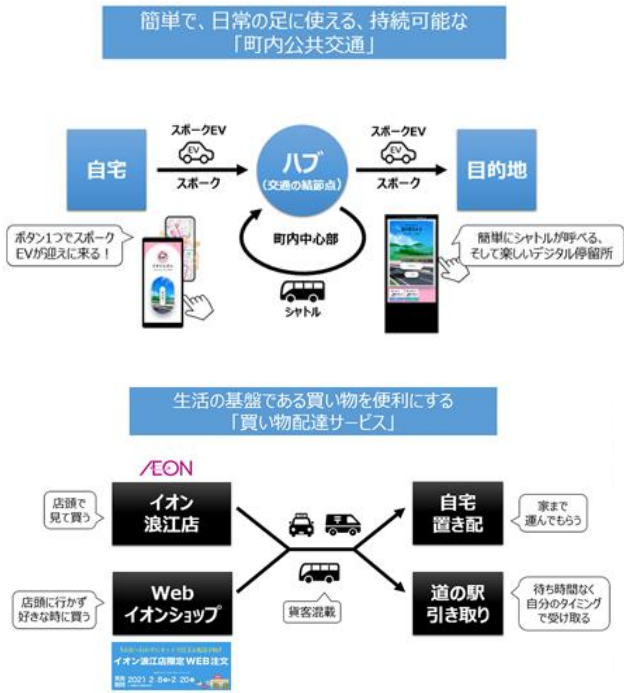 簡単で、日常の足に使える、持続可能な
「町内公共交通」
スポークEV
EV
スポーク
スポークEV
EV
スポーク
自宅
ハブ
(交通の結節点)
目的地
ボタン1つでスポーク
EVが迎えに来る!
町内中心部
シャトル
簡単にシャトルが呼べる、
そして楽しいデジタル停留所
生活の基盤である買い物を便利にする
「買い物配達サービス」
ÆON
店頭で
見て買う
イオン
浪江店
自宅
置き配
家まで
運んでもらう
店頭に行かず
好きな時に買う
Web
イオンショップ
貨客混載
道の駅
引き取り
待ち時間なく
自分のタイミング
で受け取る
イオン浪江店限定WEB注文
2021 2.8 2.20